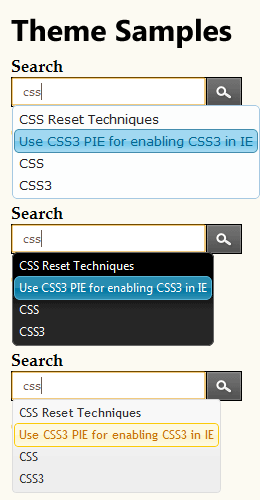 Theme Samples
Search
css
CSS Reset Techniques
Use CSS3 PIE for enabling CSS3 in IE
CSS
CSS3
Search
css
CSS Reset Techniques
Use CSS3 PIE for enabling CSS3 in IE
CSS
CSS3
Search
css
CSS Reset Techniques
Use CSS3 PIE for enabling CSS3 in IE
CSS
CSS3